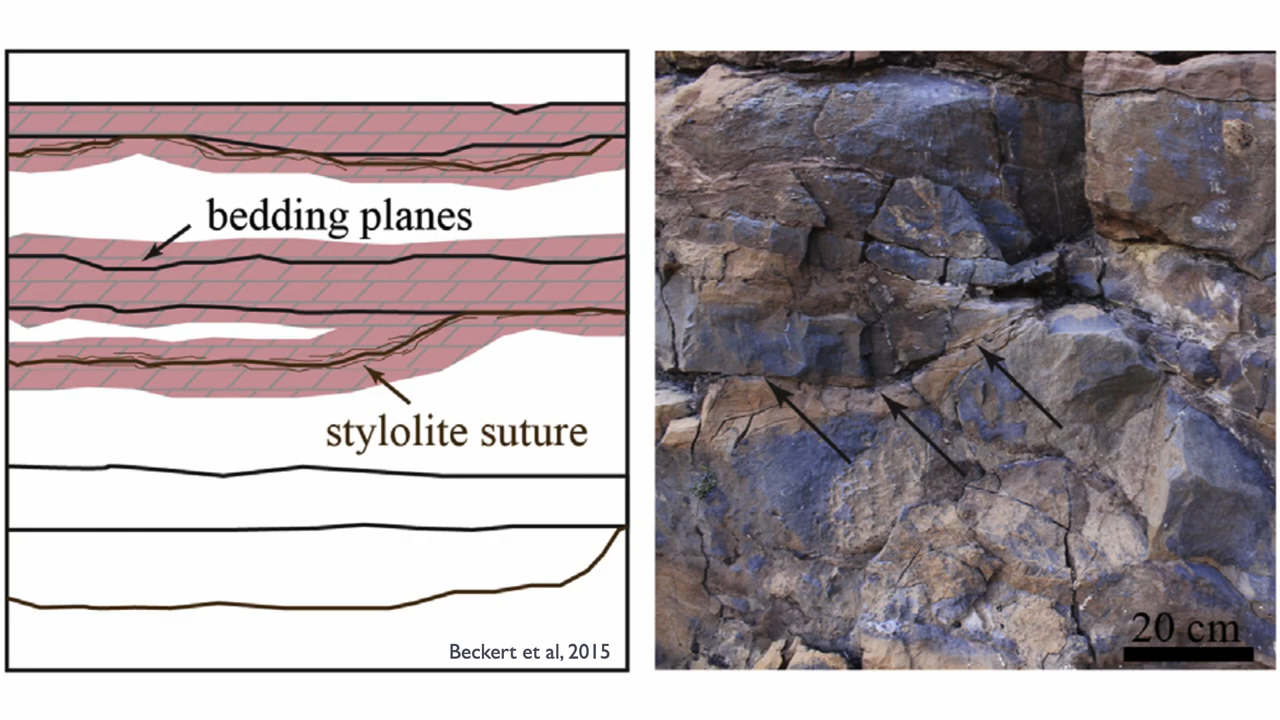 bedding planes
stylolite suture
Beckert et al, 2015
20 cm